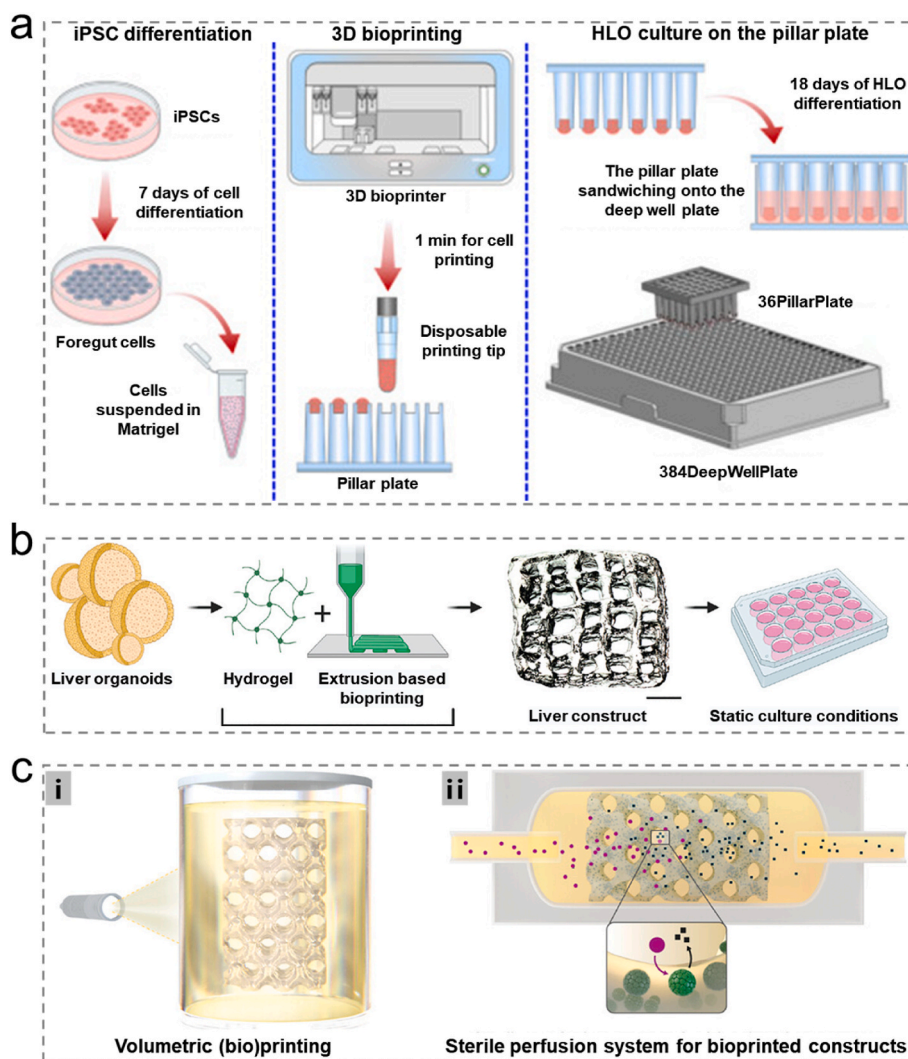 a
iPSC differentiation
iPSCs
7 days of cell
differentiation
Foregut cells
Cells
suspended in
Matrigel
3D bioprinting
3D bioprinter
1 min for cell
printing
Disposable
printing tip
Pillar plate
HLO culture on the pillar plate
18 days of HLO
differentiation
The pillar plate
sandwiching onto the
deep well plate
36PillarPlate
384DeepWellPlate
b
Liver organoids
Hydrogel
+
Extrusion based
bioprinting
Liver construct
Static culture conditions
c
i
Volumetric (bio)printing
ii
Sterile perfusion system for bioprinted constructs